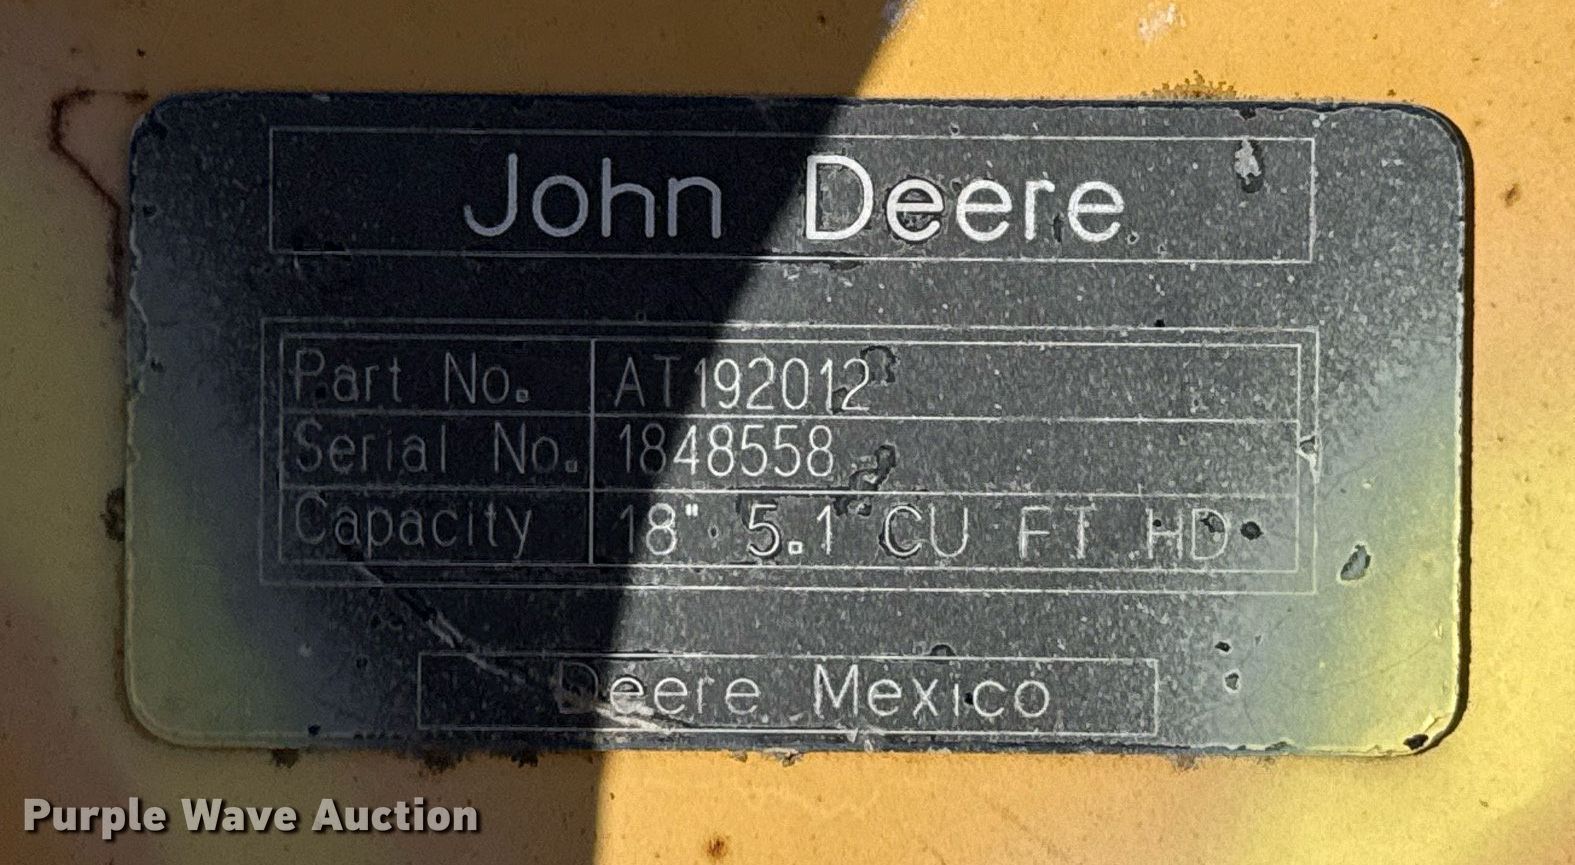 John Deere
Part No. AT192012
Serial No. 1848558
Capacity 18" 5.1 CU FT HD
Deere Mexico
Purple Wave Auction